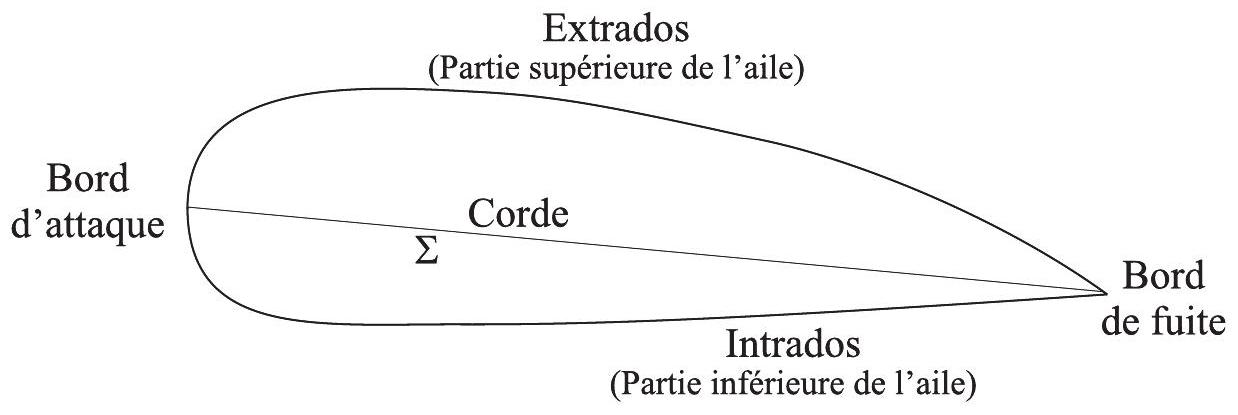 Extrados
(Partie supérieure de l'aile)
Bord
d'attaque
Corde
Σ
Bord
de fuite
Intrados
(Partie inférieure de l'aile)